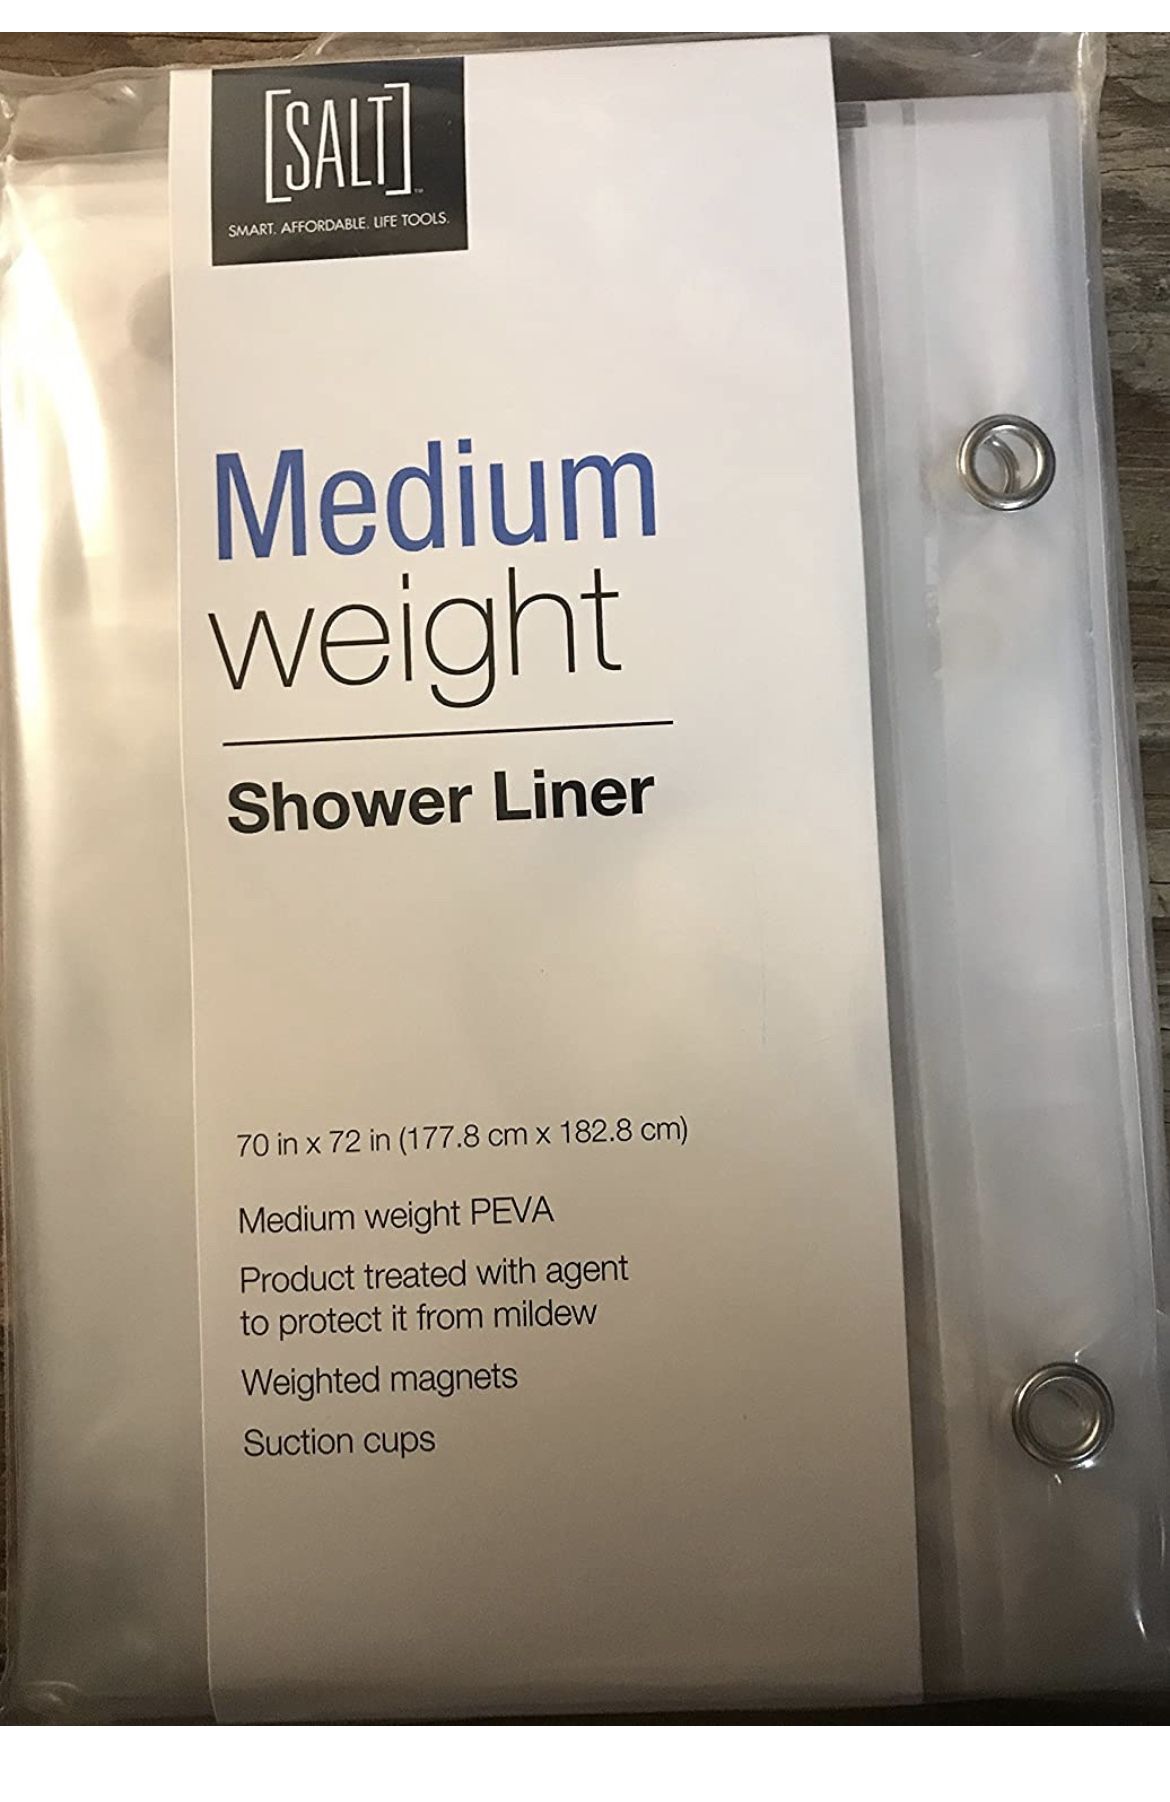 [SALT]™
SMART. AFFORDABLE. LIFE TOOLS.
Medium
weight
Shower Liner
70 in x 72 in (177.8 cm x 182.8 cm)
Medium weight PEVA
Product treated with agent
to protect it from mildew
Weighted magnets
Suction cups